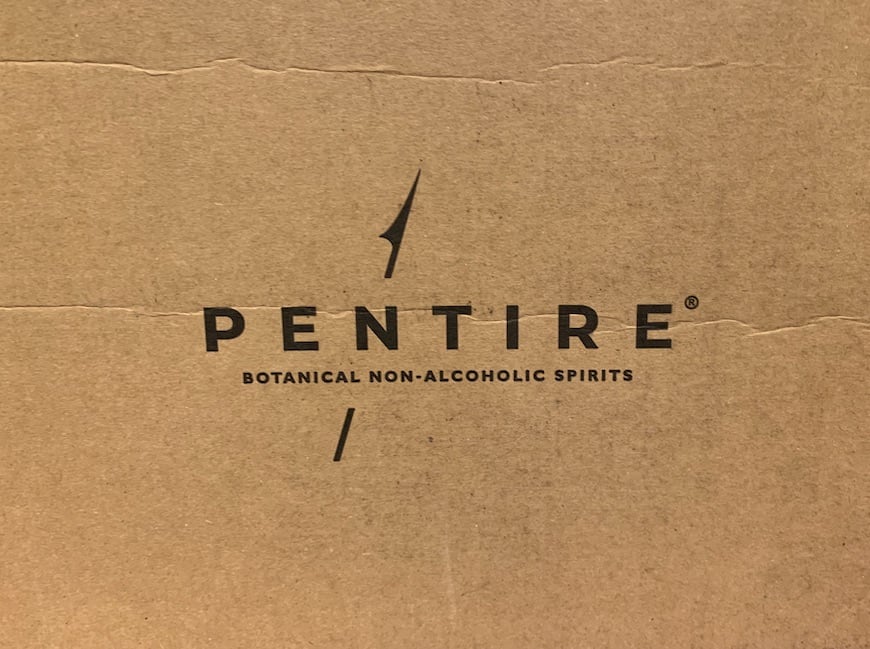 PENTIRE®
BOTANICAL NON-ALCOHOLIC SPIRITS